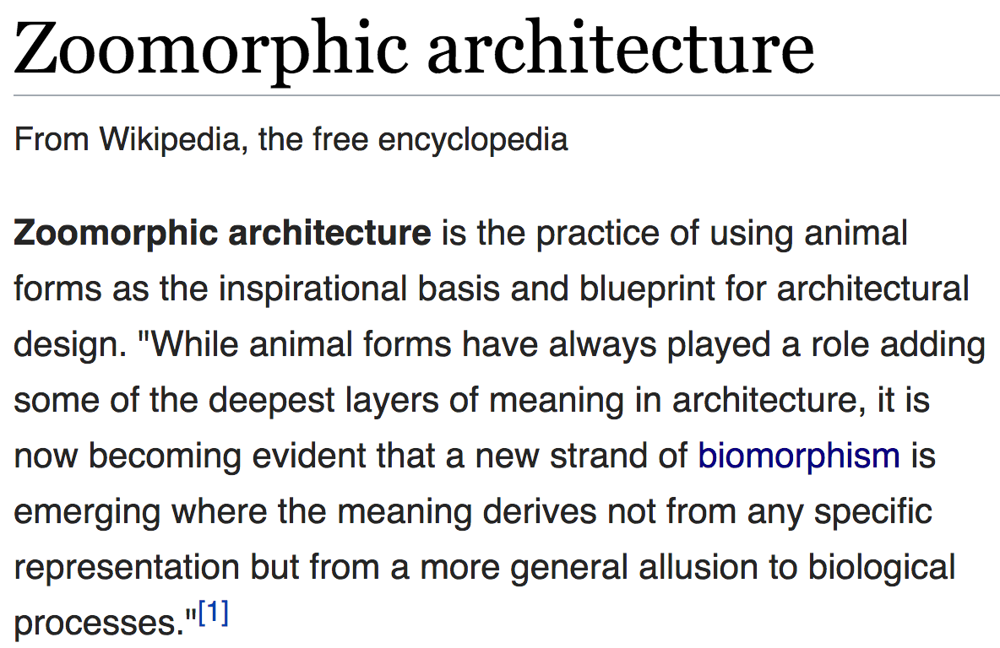 Zoomorphic architecture
From Wikipedia, the free encyclopedia
Zoomorphic architecture is the practice of using animal
forms as the inspirational basis and blueprint for architectural
design. "While animal forms have always played a role adding
some of the deepest layers of meaning in architecture, it is
now becoming evident that a new strand of biomorphism is
emerging where the meaning derives not from any specific
representation but from a more general allusion to biological
processes."[1]